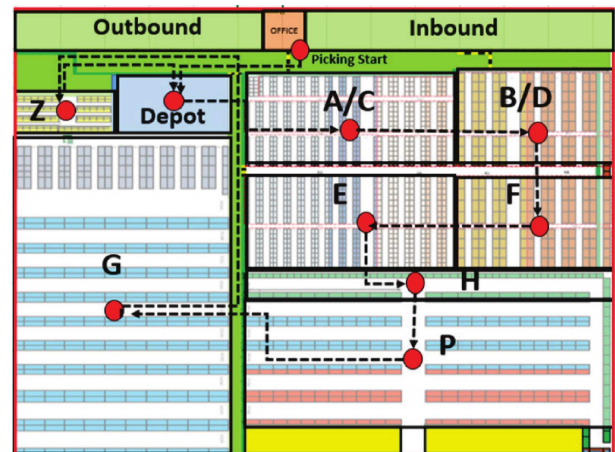 Outbound
OFFICE
Inbound
Picking Start
Z
Depot
A/C
B/D
E
F
G
H
P